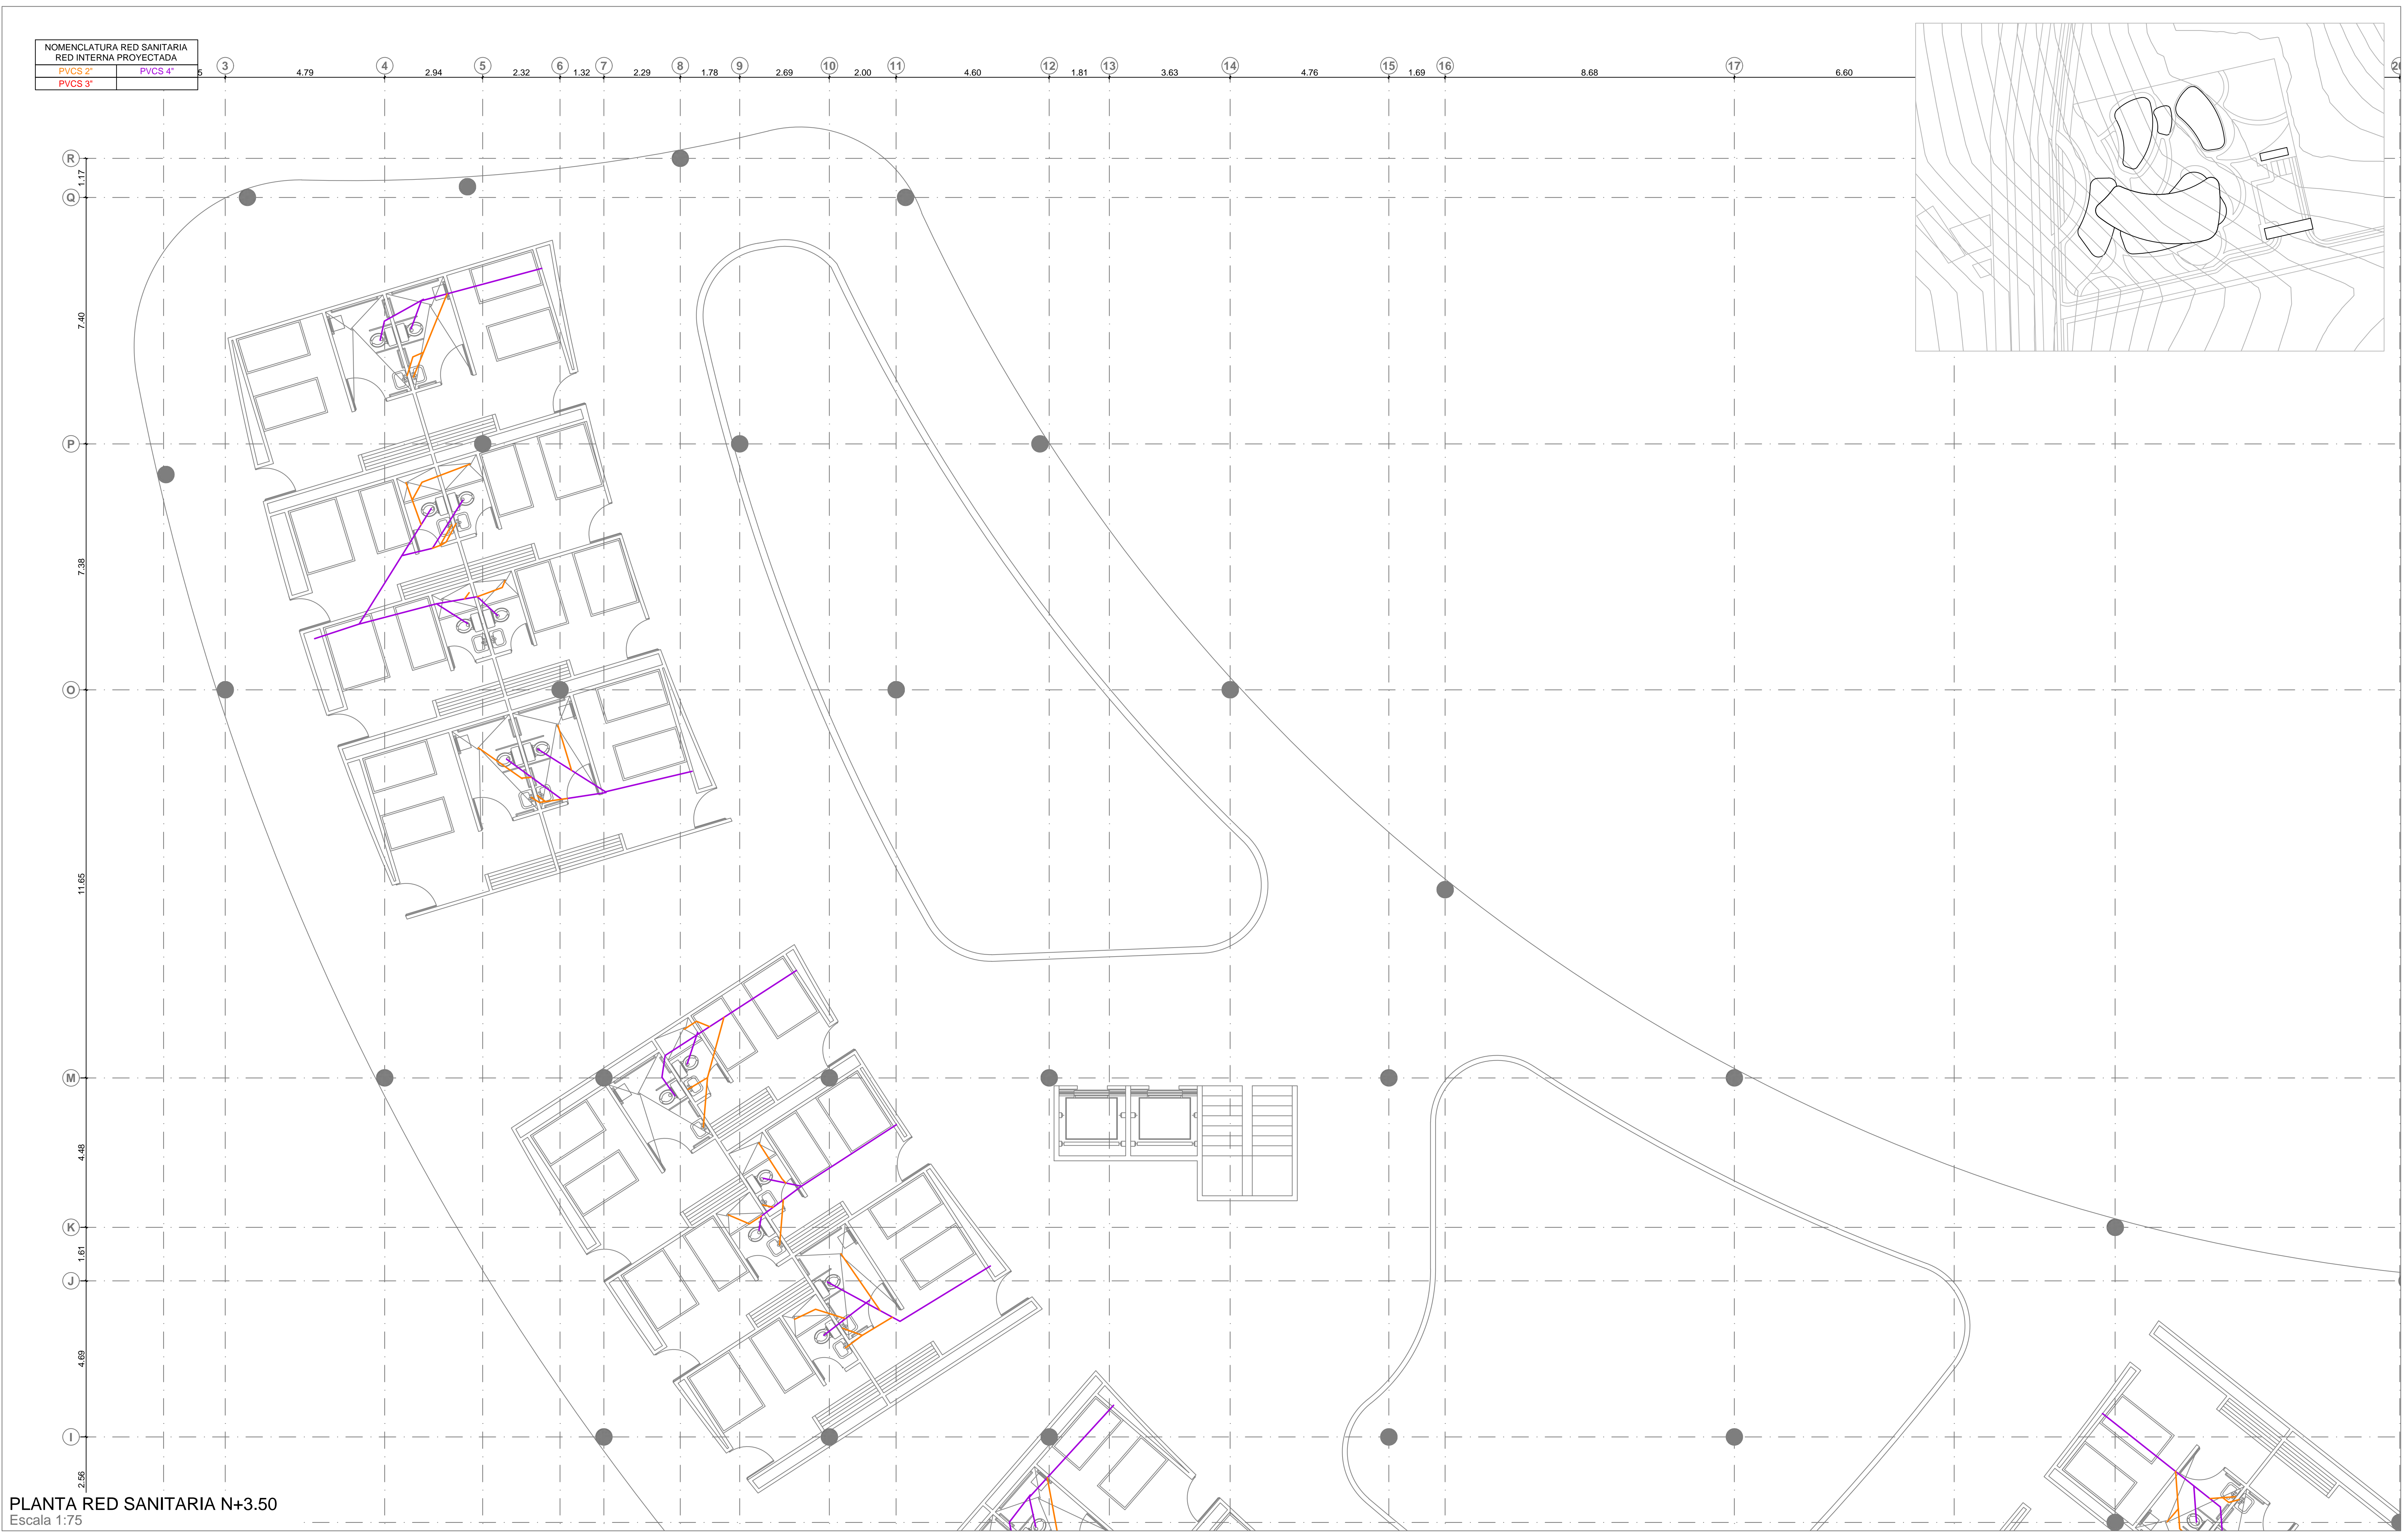 NOMENCLATURA RED SANITARIA
RED INTERNA PROYECTADA
PVCS 2" PVCS 4"
PVCS 3"
5 3 4.79 4 2.94 5 2.32 6 1.32 7 2.29 8 1.78 9 2.69 10 2.00 11 4.60 12 1.81 13 3.63 14 4.76 15 1.69 16 8.68 17 6.60
R
1.17
Q
7.40
P
7.38
O
11.65
M
4.48
K
1.61
J
4.69
I
2.56
PLANTA RED SANITARIA N+3.50
Escala 1:75